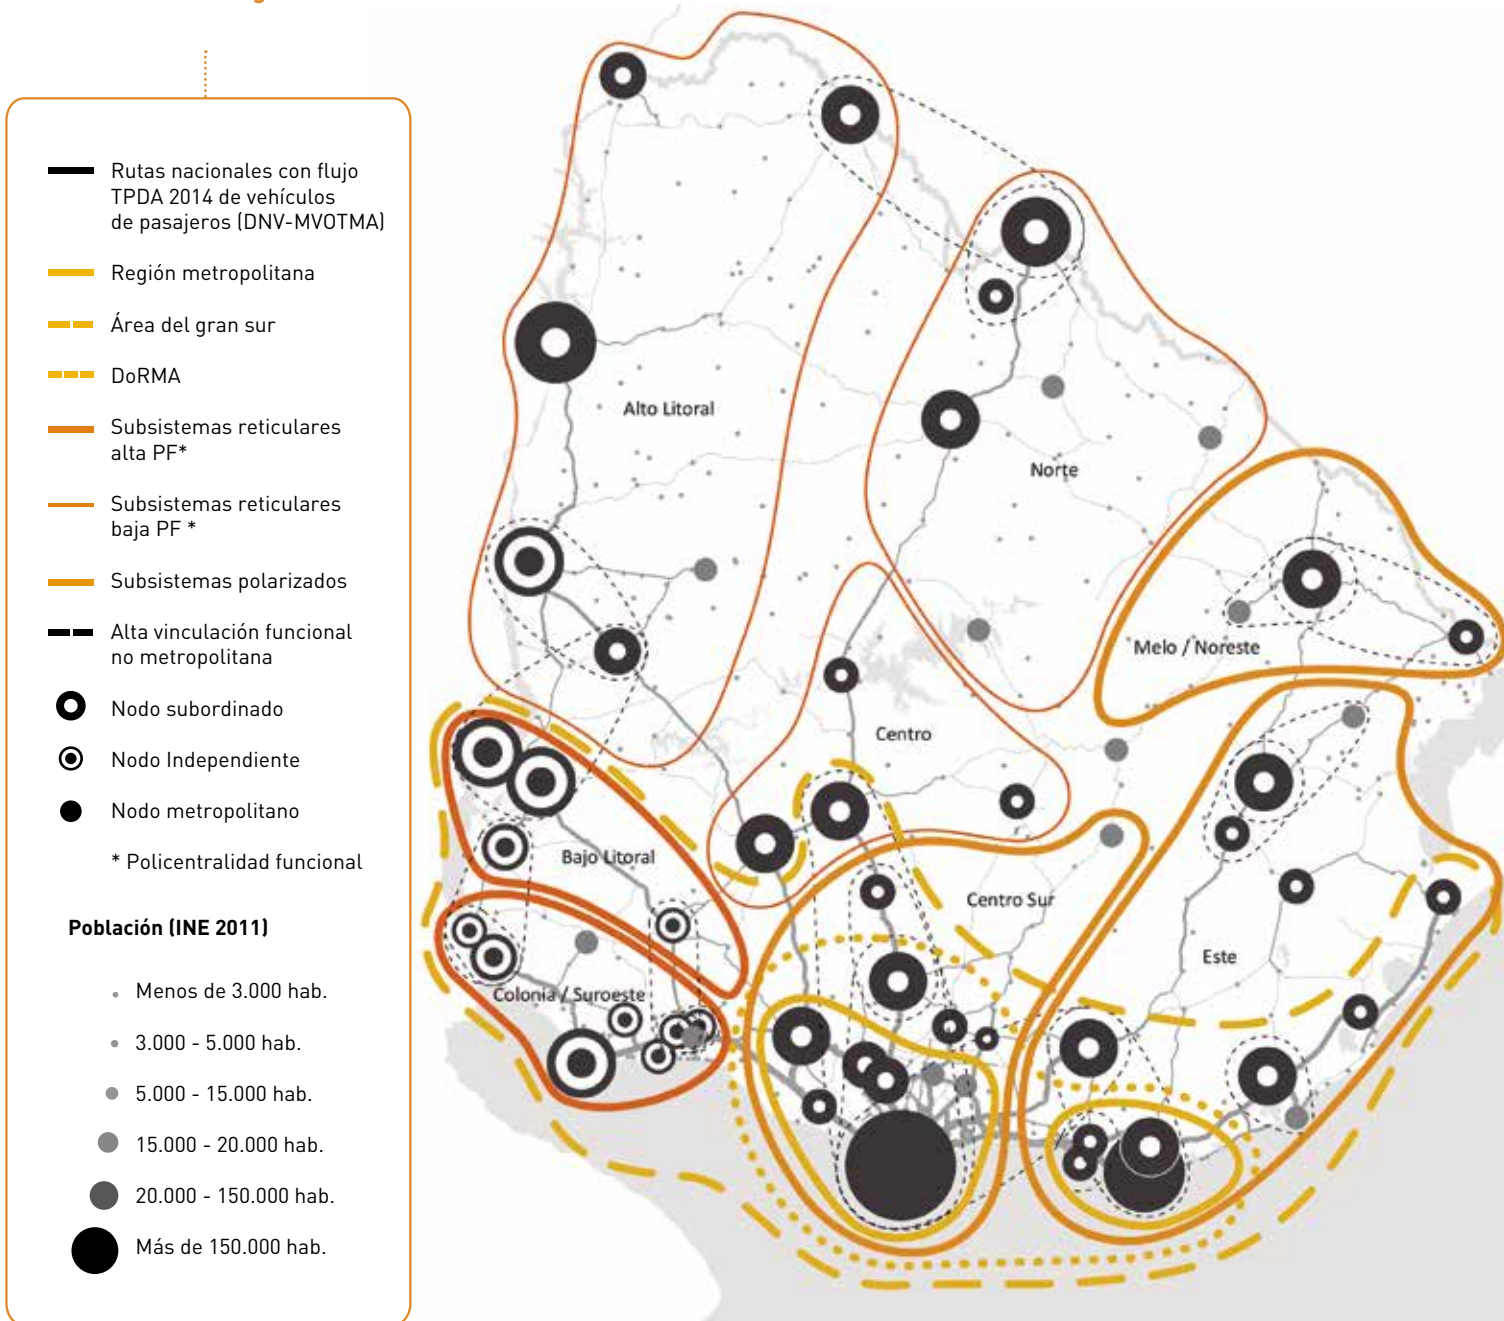 Rutas nacionales con flujo
TPDA 2014 de vehículos
de pasajeros (DNV-MVOTMA)
Región metropolitana
Área del gran sur
DoRMA
Subsistemas reticulares
alta PF*
Subsistemas reticulares
baja PF *
Subsistemas polarizados
Alta vinculación funcional
no metropolitana
Nodo subordinado
Nodo Independiente
Nodo metropolitano
* Policentralidad funcional
Población (INE 2011)
Menos de 3.000 hab.
3.000 - 5.000 hab.
5.000 - 15.000 hab.
15.000 - 20.000 hab.
20.000 - 150.000 hab.
Más de 150.000 hab.
Alto Litoral
Norte
Melo / Noreste
Centro
Bajo Litoral
Centro Sur
Este
Colonia / Suroeste